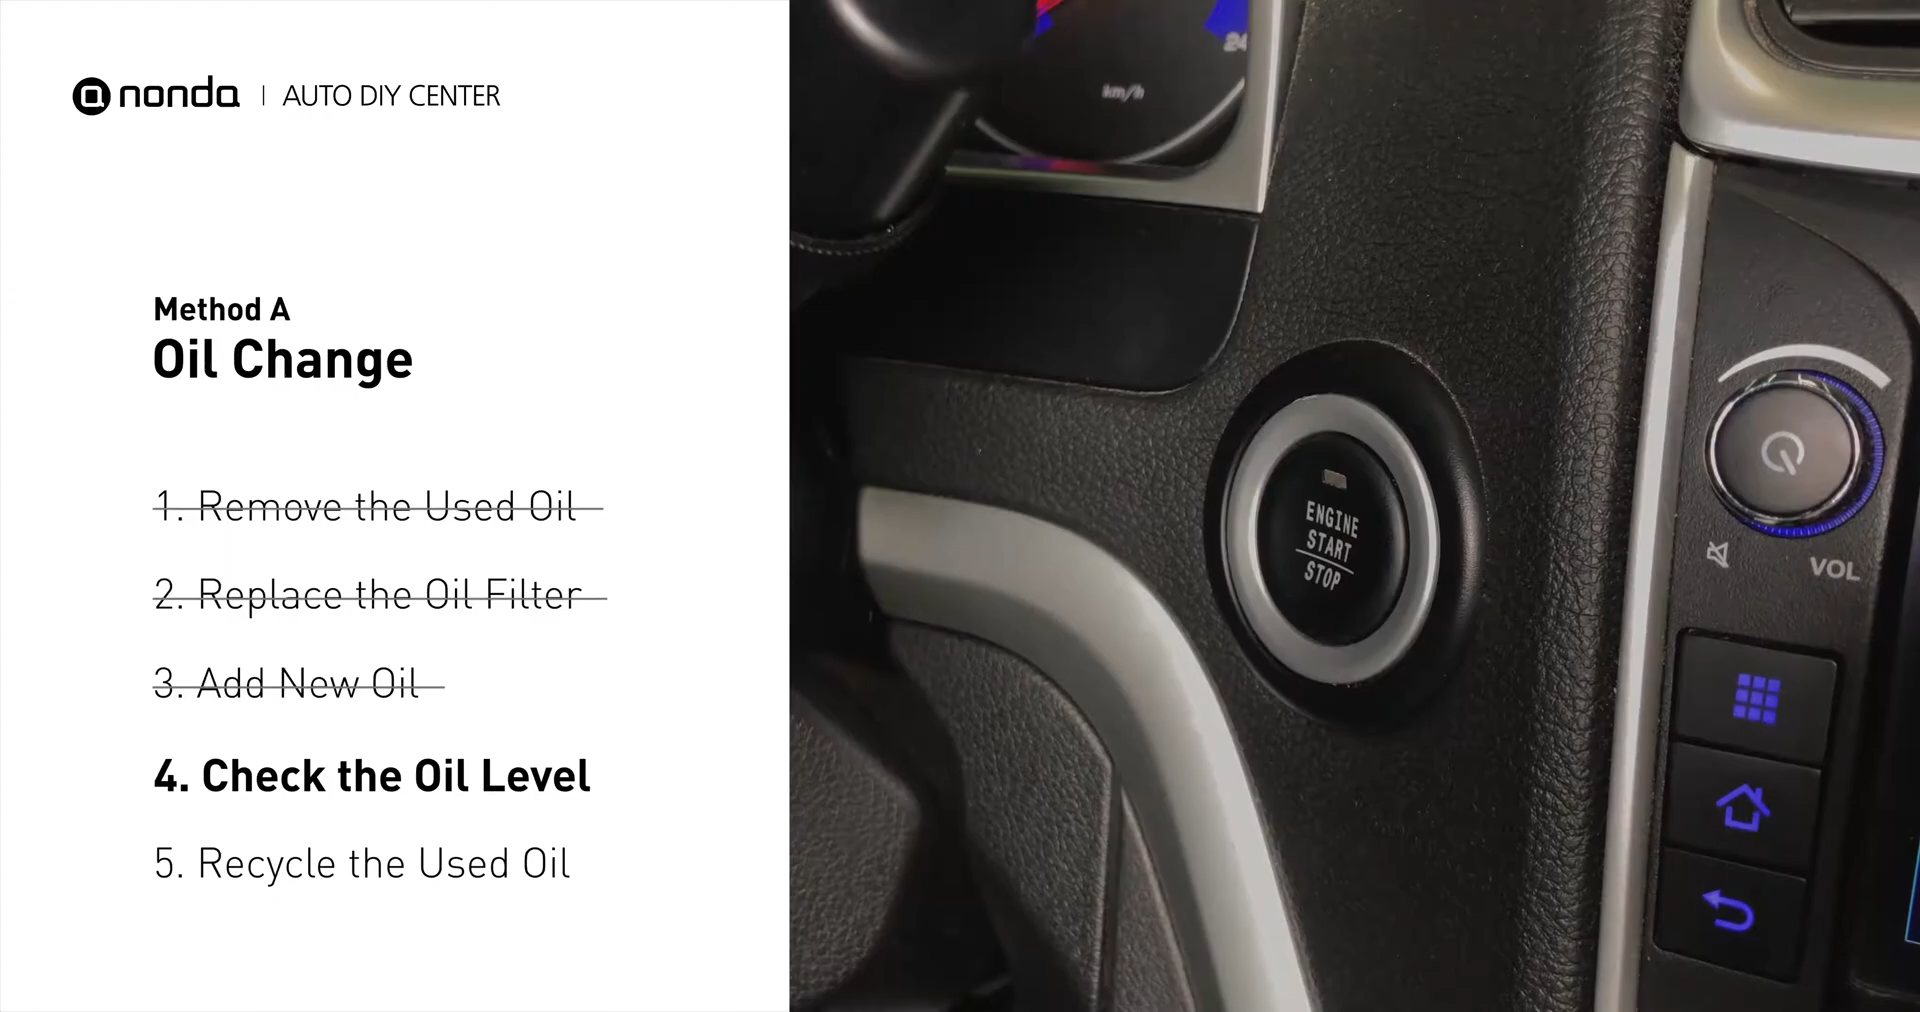 nonda | AUTO DIY CENTER
Method A
Oil Change
1. Remove the Used Oil
2. Replace the Oil Filter
3. Add New Oil
4. Check the Oil Level
5. Recycle the Used Oil
km/h
ENGINE
START
STOP
VOL